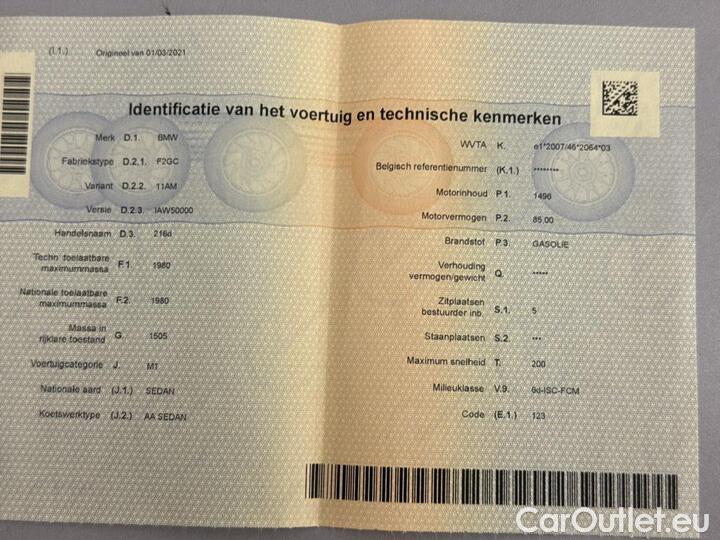 (I.1.) Origineel van 01/03/2021
Identificatie van het voertuig en technische kenmerken
Merk D.1. BMW
Fabriekstype D.2.1. F2GC
Variant D.2.2. 11AM
Versie D.2.3. IAW50000
Handelsnaam D.3. 216d
Techn. toelaatbare
maximummassa F.1. 1980
Nationale toelaatbare
maximummassa F.2. 1980
Massa in
rijklare toestand G. 1505
Voertuigcategorie J. M1
Nationale aard (J.1.) SEDAN
Koetswerktype (J.2.) AA SEDAN
WVTA K. e1*2007/46*2064*03
Belgisch referentienummer (K.1.) ********
Motorinhoud P.1. 1496
Motorvermogen P.2. 85.00
Brandstof P.3. GASOLIE
Verhouding
vermogen/gewicht Q. *****
Zitplaatsen
bestuurder inb. S.1. 5
Staanplaatsen S.2. ***
Maximum snelheid T. 200
Milieuklasse V.9. 6d-ISC-FCM
Code (E.1.) 123
CarOutlet.eu